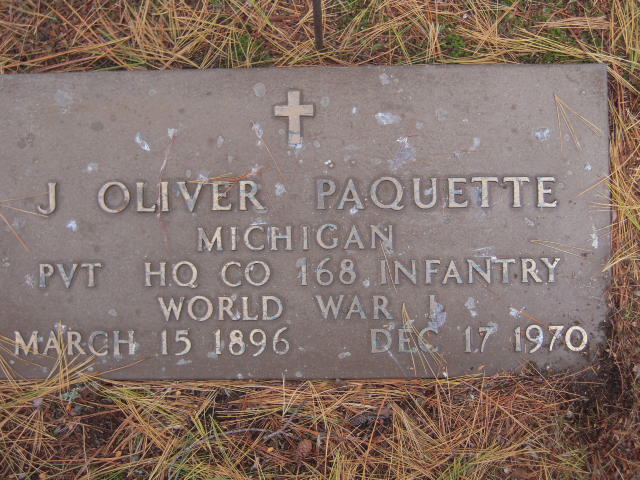 J OLIVER PAQUETTE
MICHIGAN
PVT HQ CO 168 INFANTRY
WORLD WAR I
MARCH 15 1896 DEC 17 1970